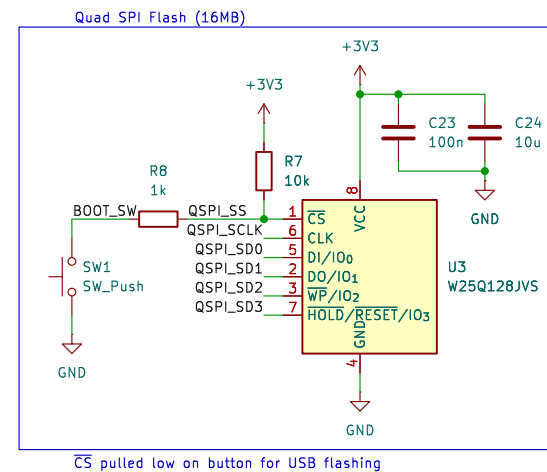 Quad SPI Flash (16MB)
+3V3
+3V3
C23
100n
C24
10u
R7
10k
R8
1k
GND
BOOT_SW
QSPI_SS
QSPI_SCLK
QSPI_SD0
QSPI_SD1
QSPI_SD2
QSPI_SD3
1
6
5
2
3
7
8
4
VCC
CS
CLK
DI/IO0
DO/IO1
WP/IO2
HOLD/RESET/IO3
GND
U3
W25Q128JVS
SW1
SW_Push
GND
GND
CS pulled low on button for USB flashing